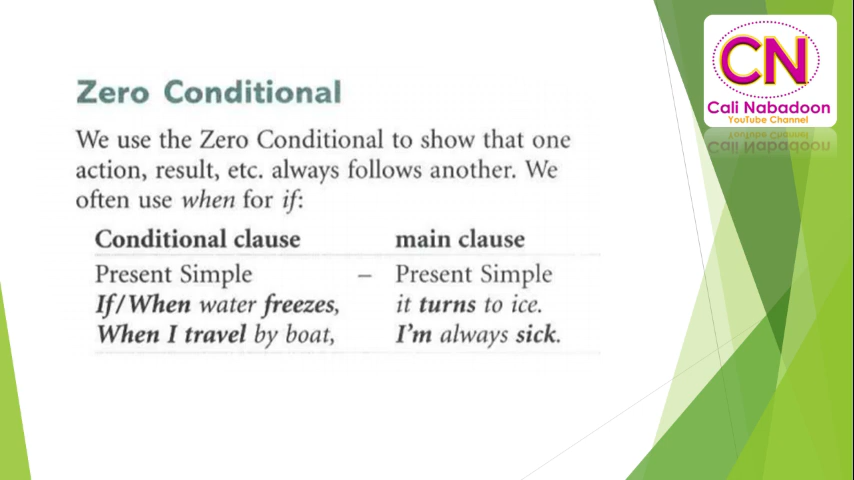 CN
Cali Nabadoon
YouTube Channel
Zero Conditional
We use the Zero Conditional to show that one
action, result, etc. always follows another. We
often use when for if:
Conditional clause main clause
Present Simple – Present Simple
If/When water freezes, it turns to ice.
When I travel by boat, I'm always sick.